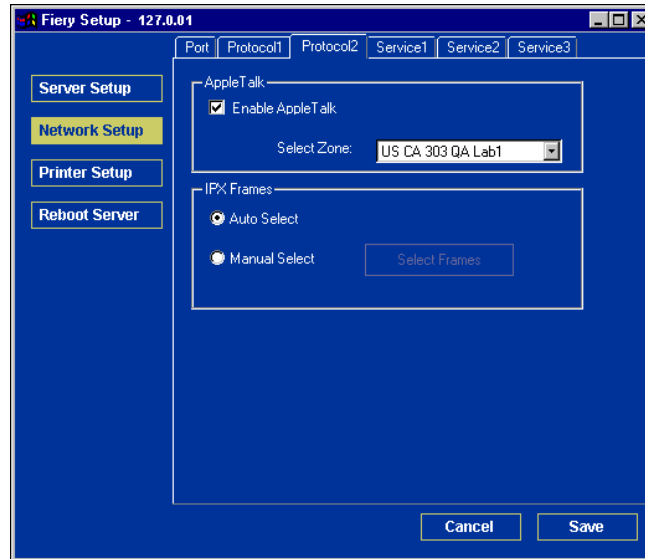 Fiery Setup - 127.0.01
Port Protocol1 Protocol2 Service1 Service2 Service3
Server Setup
Network Setup
Printer Setup
Reboot Server
AppleTalk
Enable AppleTalk
Select Zone: US CA 303 QA Lab1
IPX Frames
Auto Select
Manual Select Select Frames
Cancel Save